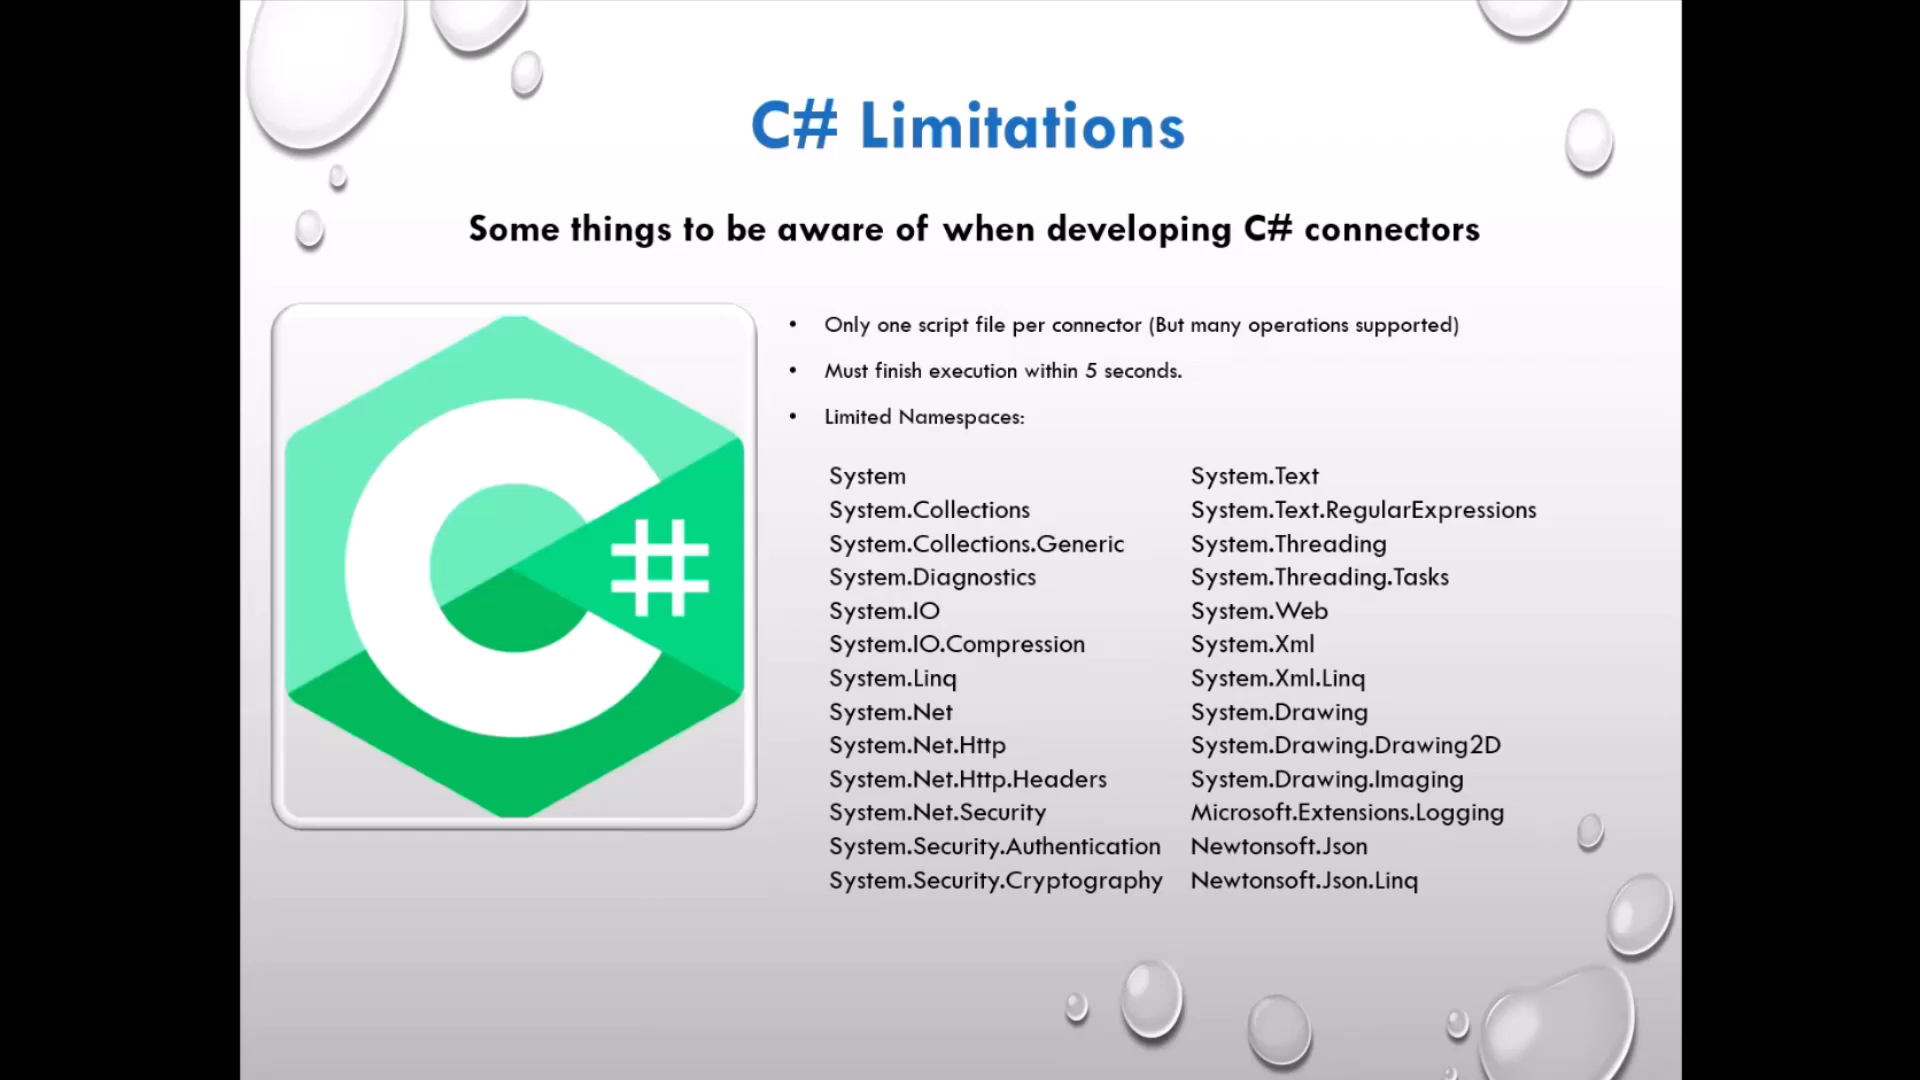 C# Limitations
Some things to be aware of when developing C# connectors
• Only one script file per connector (But many operations supported)
• Must finish execution within 5 seconds.
• Limited Namespaces:
System
System.Collections
System.Collections.Generic
System.Diagnostics
System.IO
System.IO.Compression
System.Linq
System.Net
System.Net.Http
System.Net.Http.Headers
System.Net.Security
System.Security.Authentication
System.Security.Cryptography
System.Text
System.Text.RegularExpressions
System.Threading
System.Threading.Tasks
System.Web
System.Xml
System.Xml.Linq
System.Drawing
System.Drawing.Drawing2D
System.Drawing.Imaging
Microsoft.Extensions.Logging
Newtonsoft.Json
Newtonsoft.Json.Linq
C#